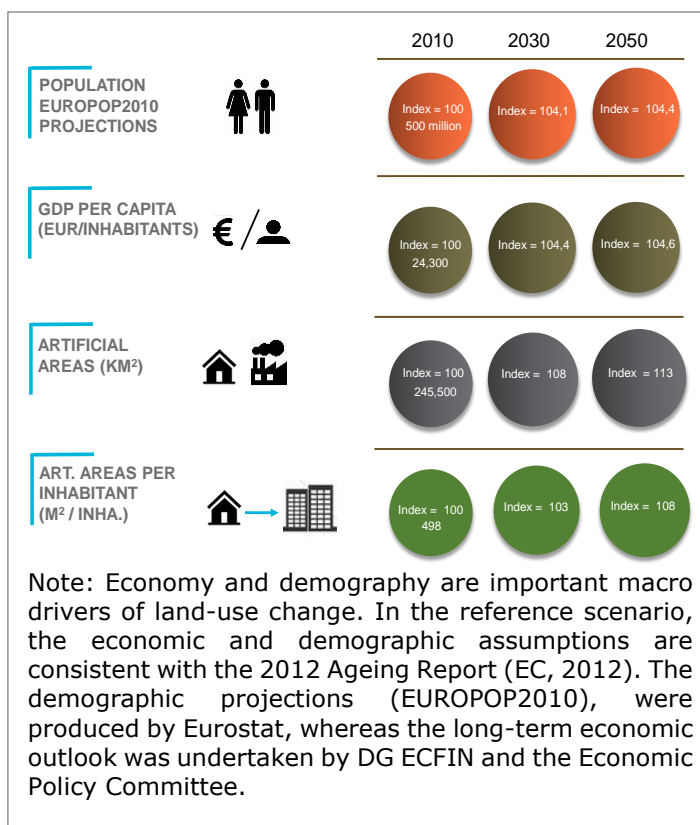 2010 2030 2050
POPULATION
EUROPOP2010
PROJECTIONS
Index = 100
500 million
Index = 104,1
Index = 104,4
GDP PER CAPITA
(EUR/INHABITANTS)
€ /
Index = 100
24,300
Index = 104,4
Index = 104,6
ARTIFICIAL
AREAS (KM²)
Index = 100
245,500
Index = 108
Index = 113
ART. AREAS PER
INHABITANT
(M² / INHA.)
Index = 100
498
Index = 103
Index = 108
Note: Economy and demography are important macro
drivers of land-use change. In the reference scenario,
the economic and demographic assumptions are
consistent with the 2012 Ageing Report (EC, 2012). The
demographic projections (EUROPOP2010), were
produced by Eurostat, whereas the long-term economic
outlook was undertaken by DG ECFIN and the Economic
Policy Committee.